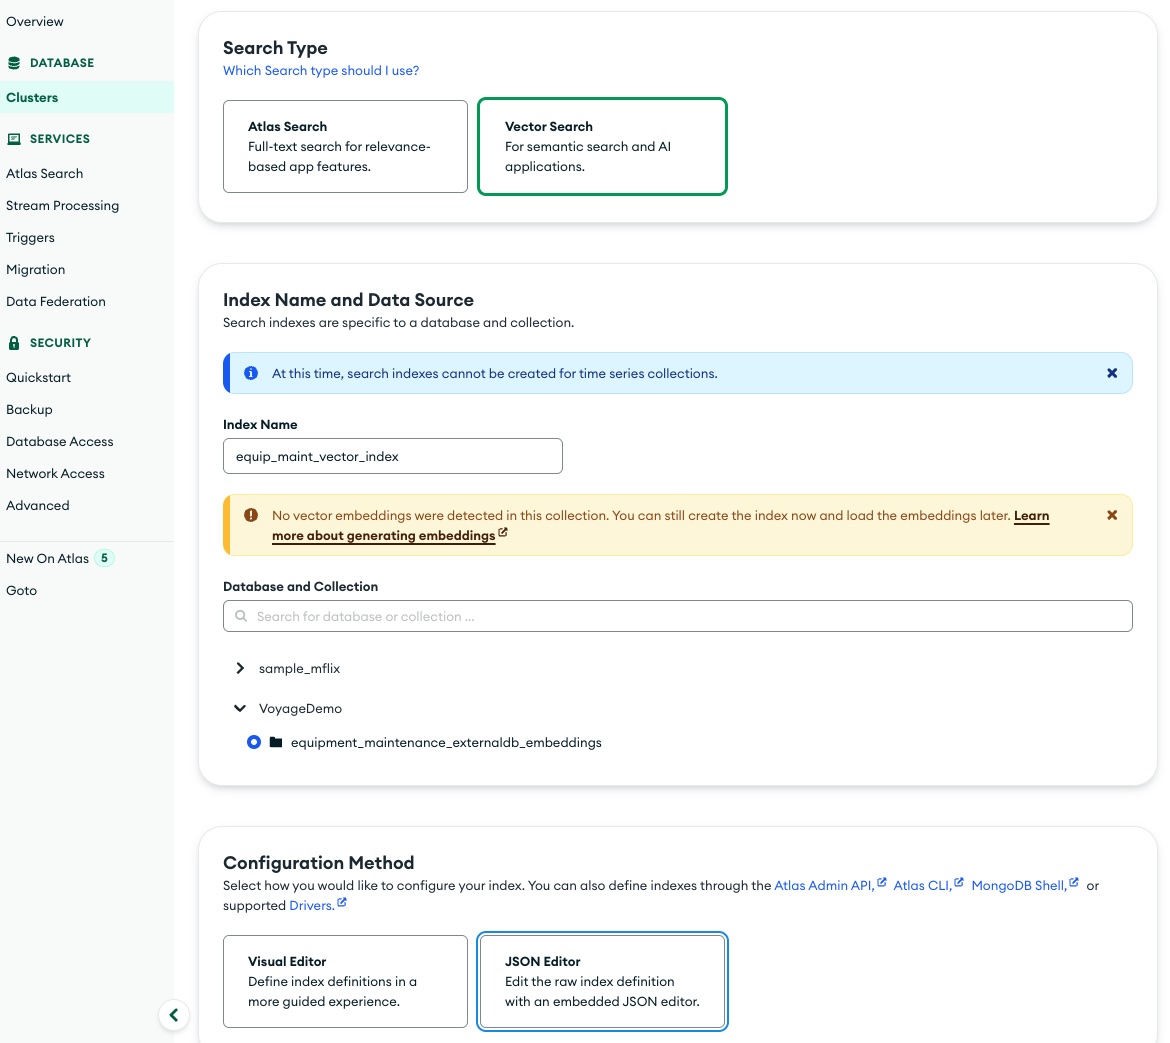 Overview
DATABASE
Clusters
SERVICES
Atlas Search
Stream Processing
Triggers
Migration
Data Federation
SECURITY
Quickstart
Backup
Database Access
Network Access
Advanced
New On Atlas 5
Goto
Search Type
Which Search type should I use?
Atlas Search
Full-text search for relevance-
based app features.
Vector Search
For semantic search and AI
applications.
Index Name and Data Source
Search indexes are specific to a database and collection.
At this time, search indexes cannot be created for time series collections.
Index Name
equip_maint_vector_index
No vector embeddings were detected in this collection. You can still create the index now and load the embeddings later. Learn
more about generating embeddings
Database and Collection
Search for database or collection ...
sample_mflix
VoyageDemo
equipment_maintenance_externaldb_embeddings
Configuration Method
Select how you would like to configure your index. You can also define indexes through the Atlas Admin API, Atlas CLI, MongoDB Shell, or
supported Drivers.
Visual Editor
Define index definitions in a
more guided experience.
JSON Editor
Edit the raw index definition
with an embedded JSON editor.